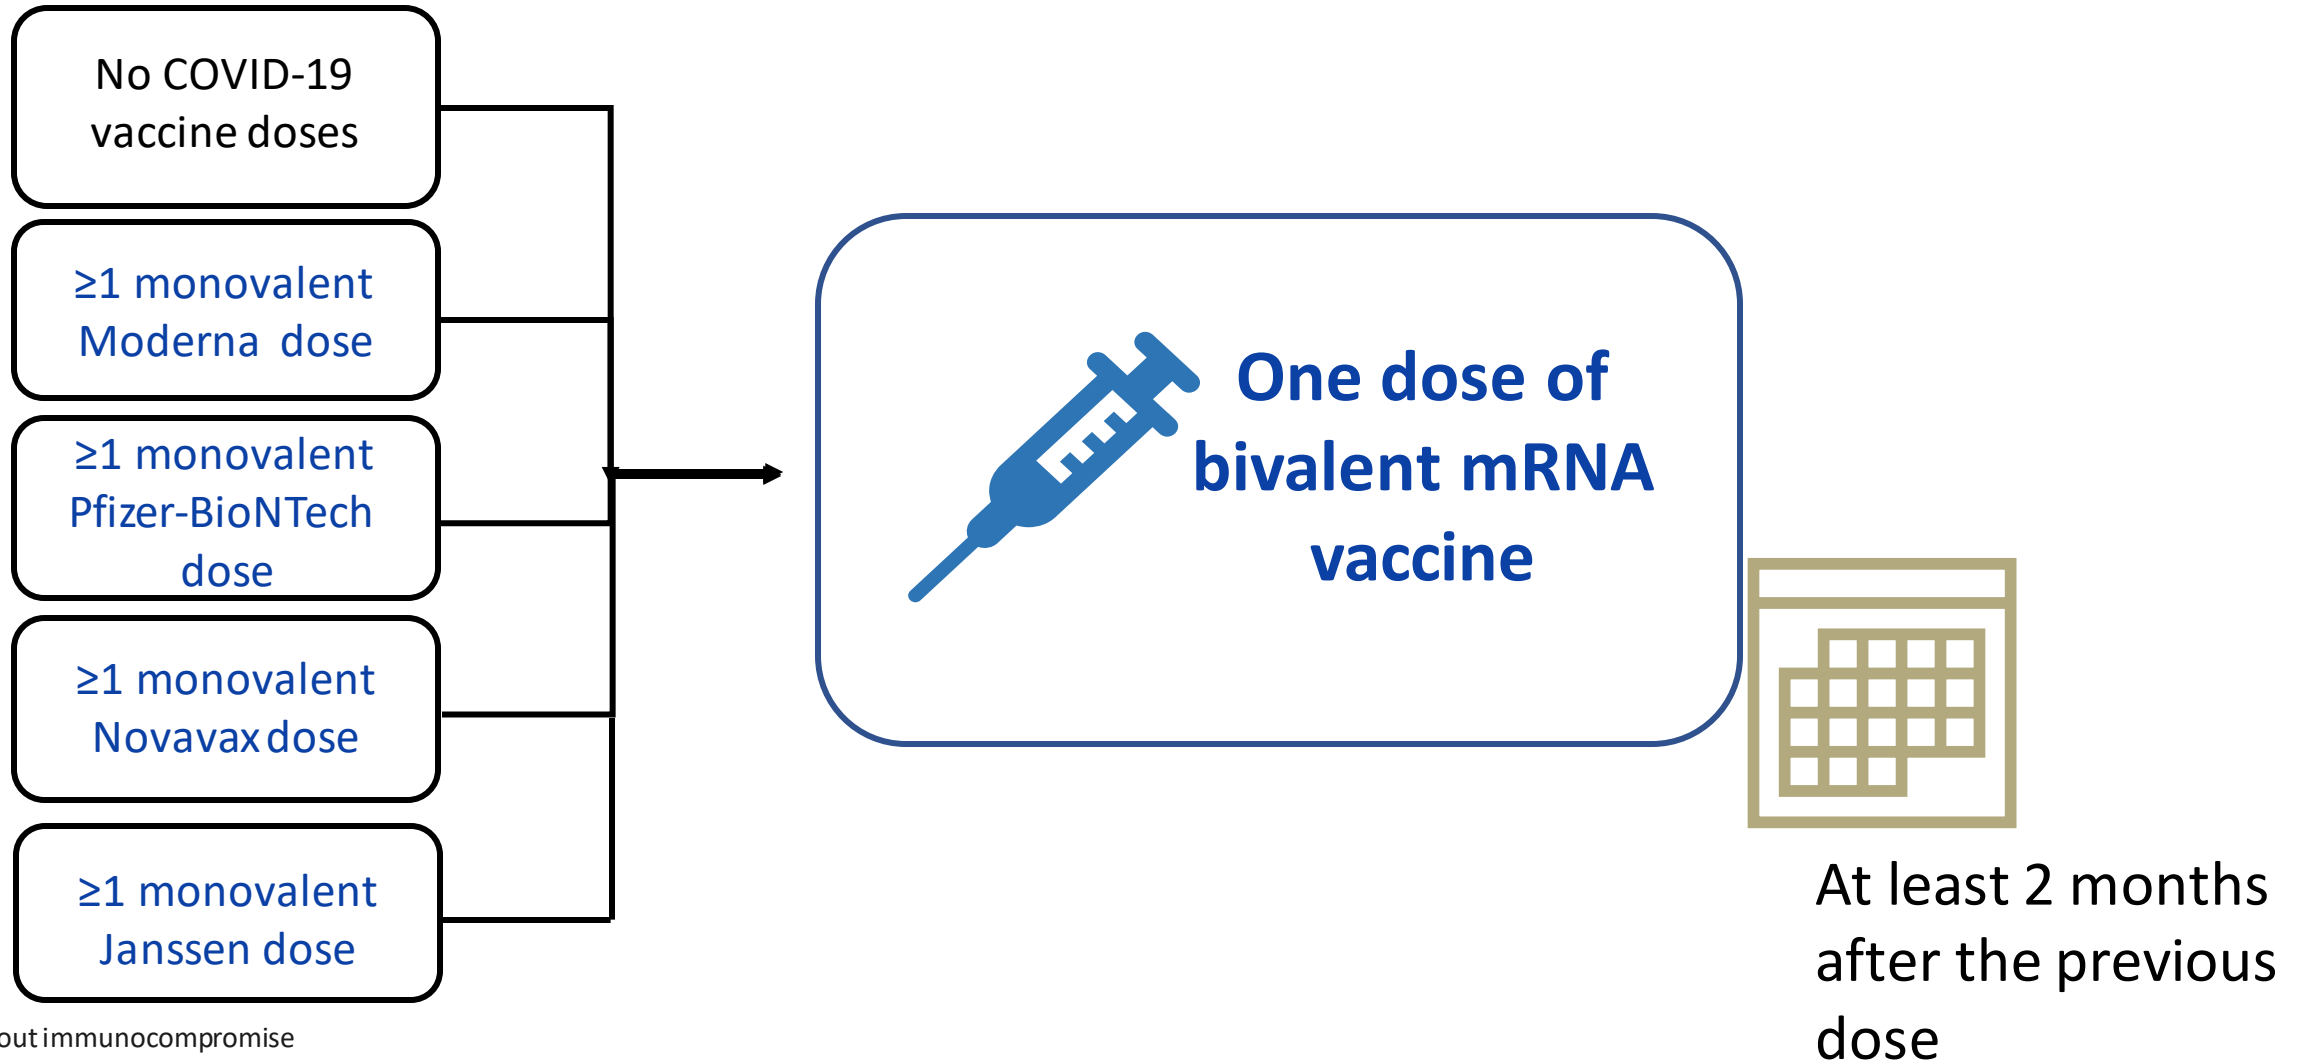 No COVID-19
vaccine doses
≥1 monovalent
Moderna dose
≥1 monovalent
Pfizer-BioNTech
dose
≥1 monovalent
Novavax dose
≥1 monovalent
Janssen dose
One dose of
bivalent mRNA
vaccine
At least 2 months
after the previous
dose
out immunocompromise